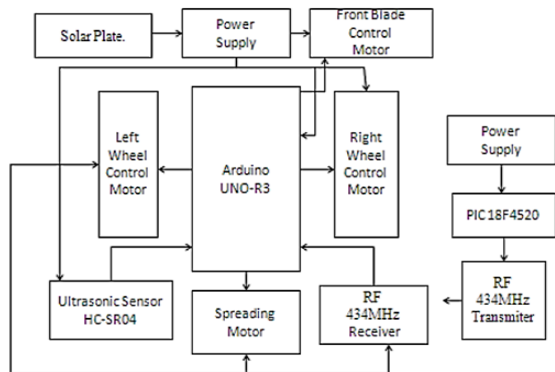 Solar Plate.
Power
Supply
Front Blade
Control
Motor
Left
Wheel
Control
Motor
Arduino
UNO-R3
Right
Wheel
Control
Motor
Power
Supply
PIC 18F4520
Ultrasonic Sensor
HC-SR04
Spreading
Motor
RF
434MHz
Receiver
RF
434MHz
Transmiter